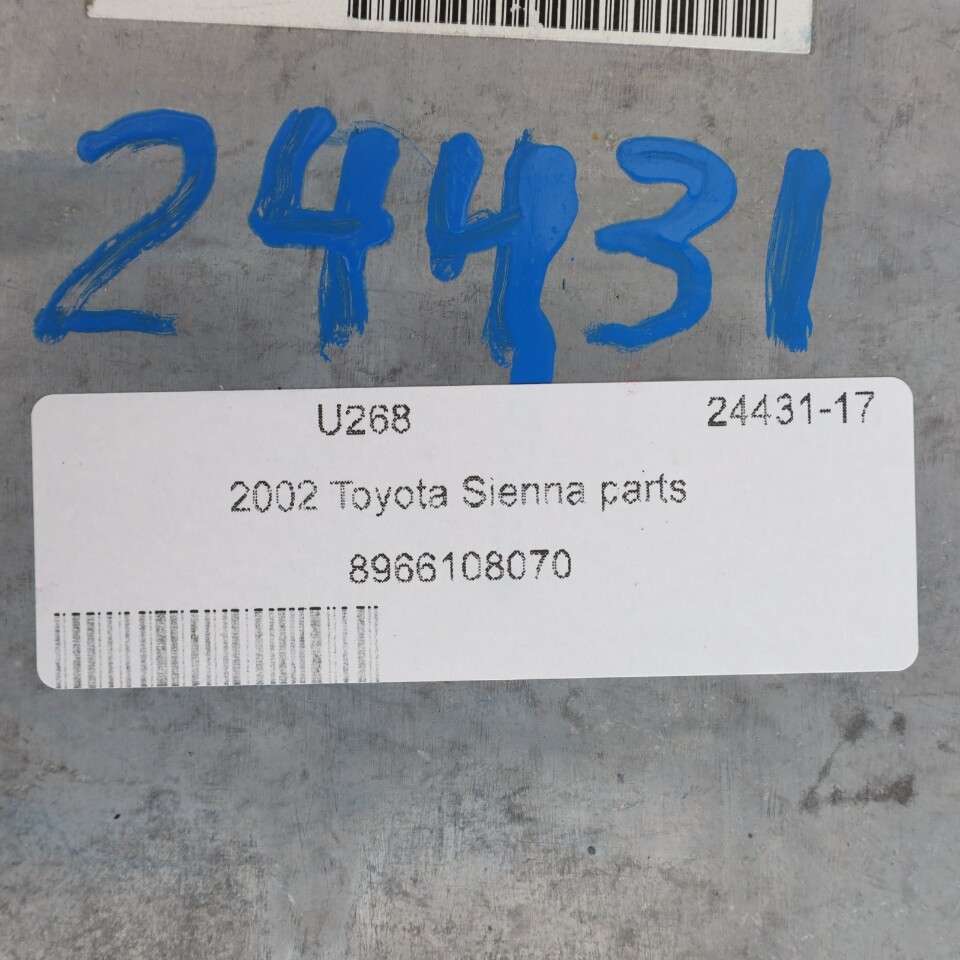 24431
U268 24431-17
2002 Toyota Sienna parts
8966108070